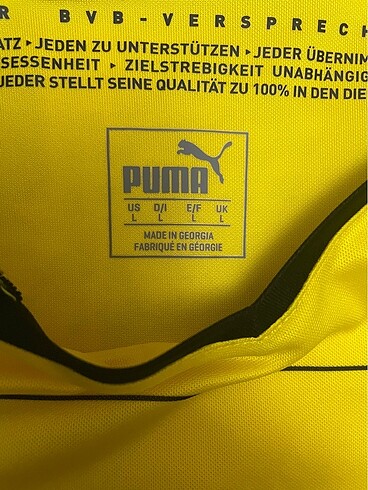 R BVB-VERSPRECH
ATZ ▸ JEDEN ZU UNTERSTÜTZEN ▸ JEDER ÜBERNIM
SESSENHEIT ▸ ZIELSTREBIGKEIT UNABHÄNGIG
JEDER STELLT SEINE QUALITÄT ZU 100% IN DEN DIE
PUMA
US D/I E/F UK
L L L L
MADE IN GEORGIA
FABRIQUÉ EN GÉORGIE